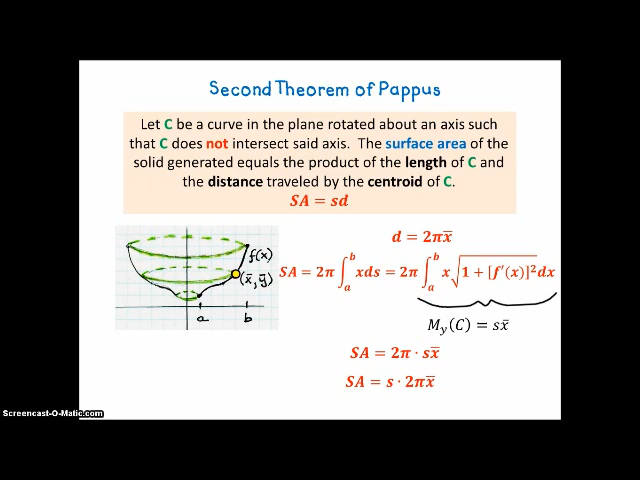 Second Theorem of Pappus
Let C be a curve in the plane rotated about an axis such
that C does not intersect said axis. The surface area of the
solid generated equals the product of the length of C and
the distance traveled by the centroid of C.
SA = sd
d = 2πx̄
f(x)
(x̄, ȳ)
SA = 2π ∫ₐᵇ xds = 2π ∫ₐᵇ x√(1 + [f′(x)]²) dx
a b
M_y(C) = sx̄
SA = 2π · sx̄
SA = s · 2πx̄
Screencast-O-Matic.com